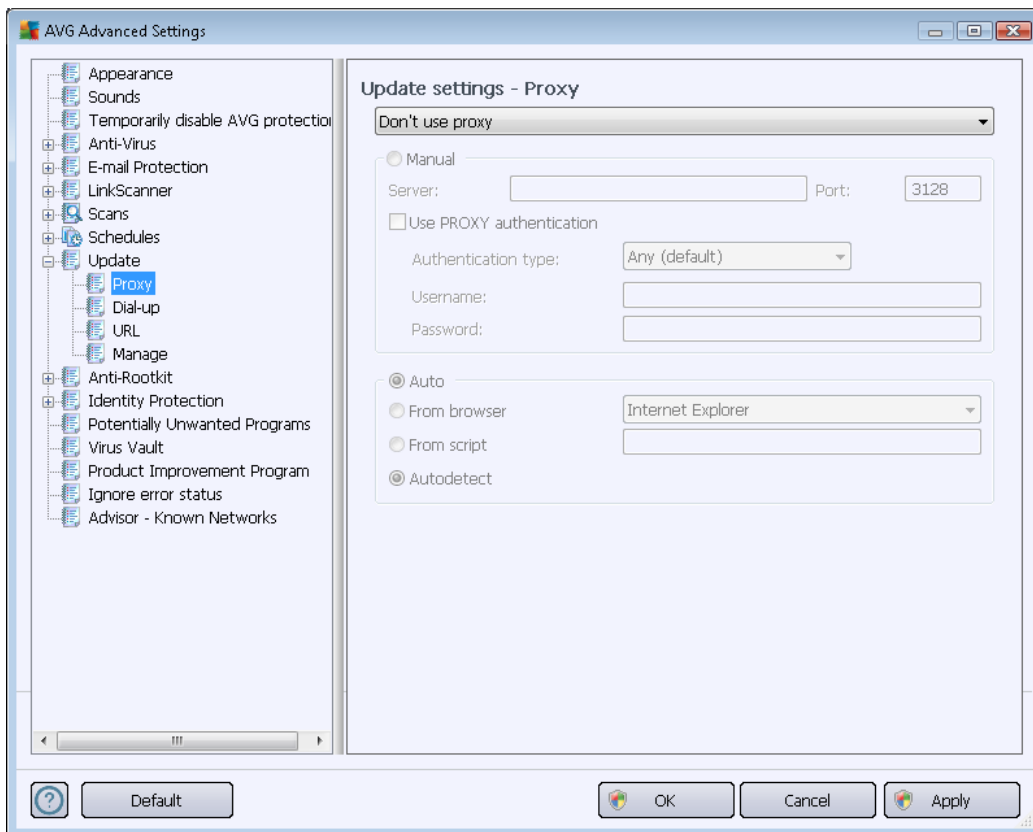 AVG Advanced Settings
Appearance
Sounds
Temporarily disable AVG protection
Anti-Virus
E-mail Protection
LinkScanner
Scans
Schedules
Update
Proxy
Dial-up
URL
Manage
Anti-Rootkit
Identity Protection
Potentially Unwanted Programs
Virus Vault
Product Improvement Program
Ignore error status
Advisor - Known Networks
Update settings - Proxy
Don't use proxy
Manual
Server: Port: 3128
Use PROXY authentication
Authentication type: Any (default)
Username:
Password:
Auto
From browser Internet Explorer
From script
Autodetect
? Default OK Cancel Apply